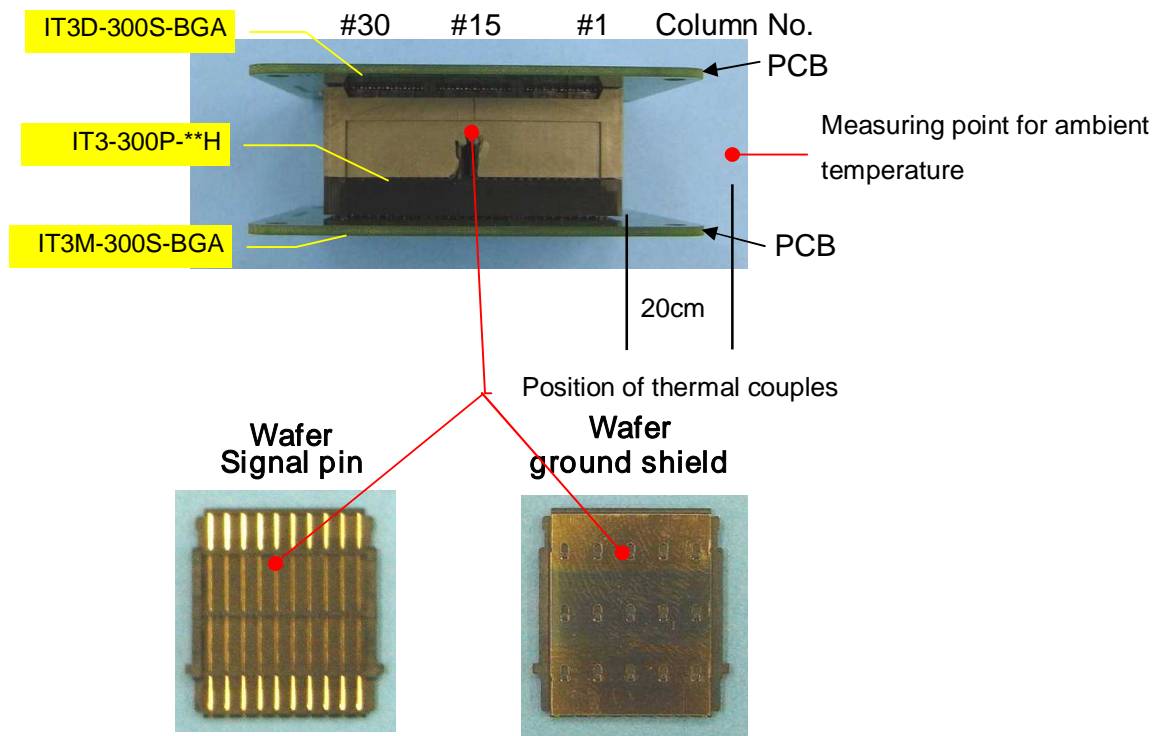 IT3D-300S-BGA
#30 #15 #1 Column No.
PCB
IT3-300P-**H
Measuring point for ambient
temperature
IT3M-300S-BGA
PCB
20cm
Position of thermal couples
Wafer
Signal pin
Wafer
ground shield